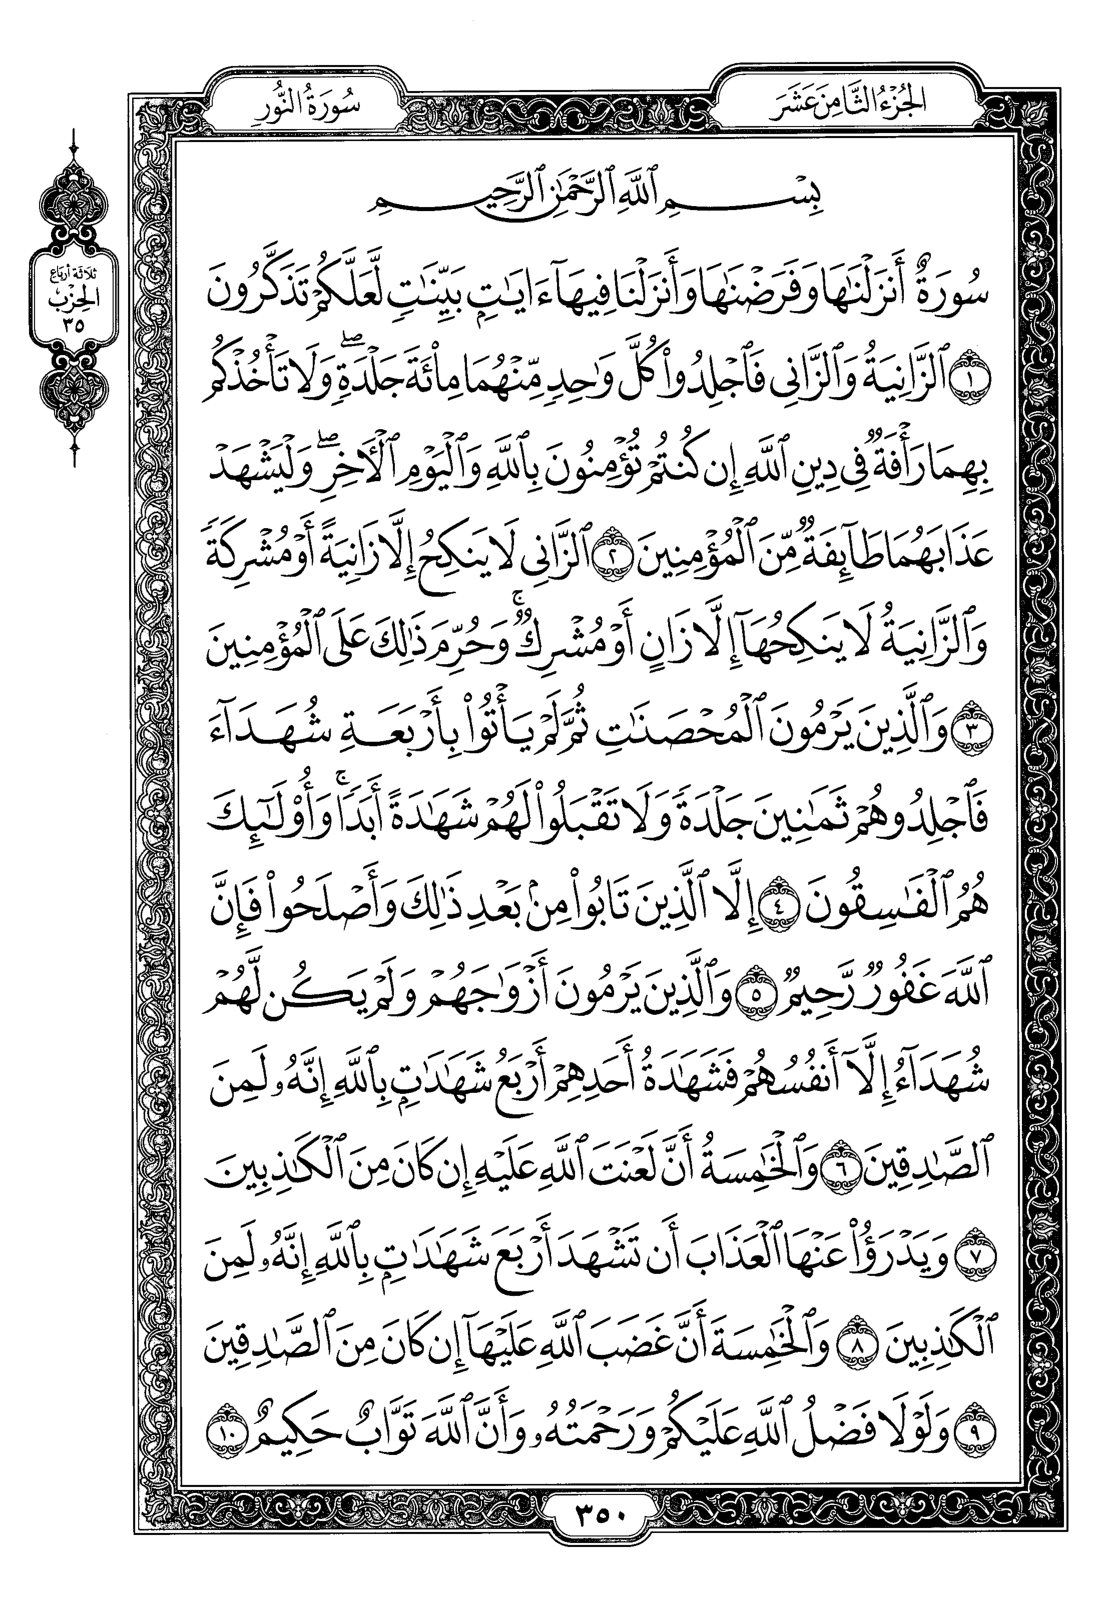 الجُزْءُ الثَّامِنَ عَشَرَ
سُورَةُ النُّورِ
ثلاثة أرباع
الحِزْب
٣٥
بِسْمِ ٱللَّهِ ٱلرَّحْمَٰنِ ٱلرَّحِيمِ
سُورَةٌ أَنزَلْنَٰهَا وَفَرَضْنَٰهَا وَأَنزَلْنَا فِيهَآ ءَايَٰتٍۭ بَيِّنَٰتٍ لَّعَلَّكُمْ تَذَكَّرُونَ
١ ٱلزَّانِيَةُ وَٱلزَّانِى فَٱجْلِدُوا۟ كُلَّ وَٰحِدٍ مِّنْهُمَا مِا۟ئَةَ جَلْدَةٍ ۖ وَلَا تَأْخُذْكُم
بِهِمَا رَأْفَةٌ فِى دِينِ ٱللَّهِ إِن كُنتُمْ تُؤْمِنُونَ بِٱللَّهِ وَٱلْيَوْمِ ٱلْأَخِرِ ۖ وَلْيَشْهَدْ
عَذَابَهُمَا طَآئِفَةٌ مِّنَ ٱلْمُؤْمِنِينَ ٢ ٱلزَّانِى لَا يَنكِحُ إِلَّا زَانِيَةً أَوْ مُشْرِكَةً
وَٱلزَّانِيَةُ لَا يَنكِحُهَآ إِلَّا زَانٍ أَوْ مُشْرِكٌ ۚ وَحُرِّمَ ذَٰلِكَ عَلَى ٱلْمُؤْمِنِينَ
٣ وَٱلَّذِينَ يَرْمُونَ ٱلْمُحْصَنَٰتِ ثُمَّ لَمْ يَأْتُوا۟ بِأَرْبَعَةِ شُهَدَآءَ
فَٱجْلِدُوهُمْ ثَمَٰنِينَ جَلْدَةً وَلَا تَقْبَلُوا۟ لَهُمْ شَهَٰدَةً أَبَدًا ۚ وَأُو۟لَٰٓئِكَ
هُمُ ٱلْفَٰسِقُونَ ٤ إِلَّا ٱلَّذِينَ تَابُوا۟ مِنۢ بَعْدِ ذَٰلِكَ وَأَصْلَحُوا۟ فَإِنَّ
ٱللَّهَ غَفُورٌ رَّحِيمٌ ٥ وَٱلَّذِينَ يَرْمُونَ أَزْوَٰجَهُمْ وَلَمْ يَكُن لَّهُمْ
شُهَدَآءُ إِلَّآ أَنفُسُهُمْ فَشَهَٰدَةُ أَحَدِهِمْ أَرْبَعُ شَهَٰدَٰتٍۭ بِٱللَّهِ إِنَّهُۥ لَمِنَ
ٱلصَّٰدِقِينَ ٦ وَٱلْخَٰمِسَةُ أَنَّ لَعْنَتَ ٱللَّهِ عَلَيْهِ إِن كَانَ مِنَ ٱلْكَٰذِبِينَ
٧ وَيَدْرَؤُا۟ عَنْهَا ٱلْعَذَابَ أَن تَشْهَدَ أَرْبَعَ شَهَٰدَٰتٍۭ بِٱللَّهِ إِنَّهُۥ لَمِنَ
ٱلْكَٰذِبِينَ ٨ وَٱلْخَٰمِسَةَ أَنَّ غَضَبَ ٱللَّهِ عَلَيْهَآ إِن كَانَ مِنَ ٱلصَّٰدِقِينَ
٩ وَلَوْلَا فَضْلُ ٱللَّهِ عَلَيْكُمْ وَرَحْمَتُهُۥ وَأَنَّ ٱللَّهَ تَوَّابٌ حَكِيمٌ ١٠
٣٥٠